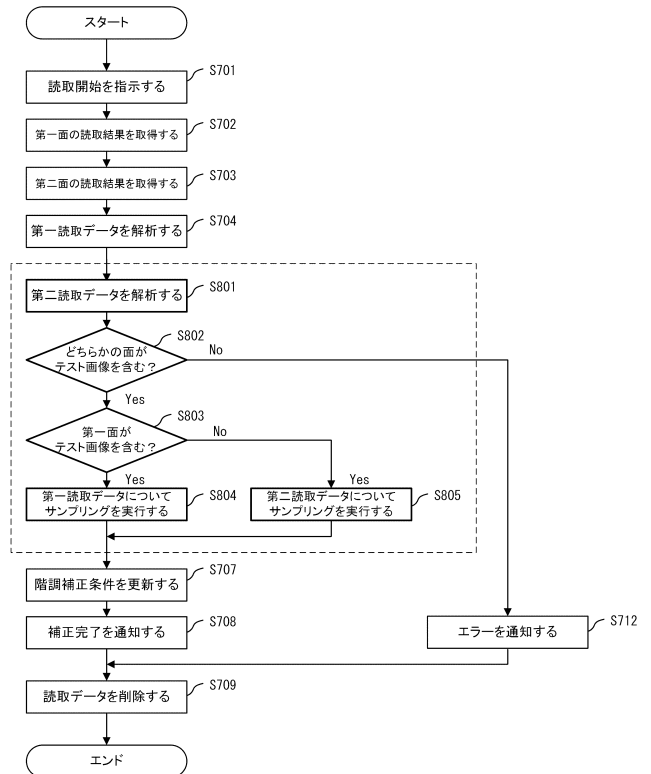 スタート
読取開始を指示する
S701
第一面の読取結果を取得する
S702
第二面の読取結果を取得する
S703
第一読取データを解析する
S704
第二読取データを解析する
S801
どちらかの面が
テスト画像を含む?
S802
No
Yes
第一面が
テスト画像を含む?
S803
No
Yes
Yes
第一読取データについて
サンプリングを実行する
S804
第二読取データについて
サンプリングを実行する
S805
階調補正条件を更新する
S707
補正完了を通知する
S708
エラーを通知する
S712
読取データを削除する
S709
エンド